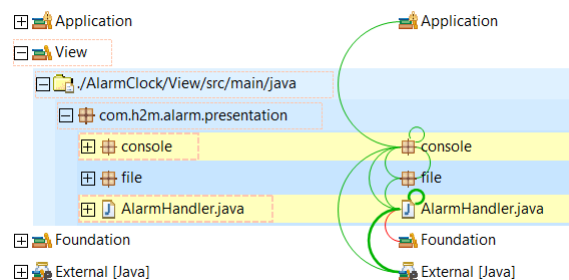 Application Application
View
./AlarmClock/View/src/main/java
com.h2m.alarm.presentation
console console
file file
AlarmHandler.java AlarmHandler.java
Foundation Foundation
External [Java] External [Java]